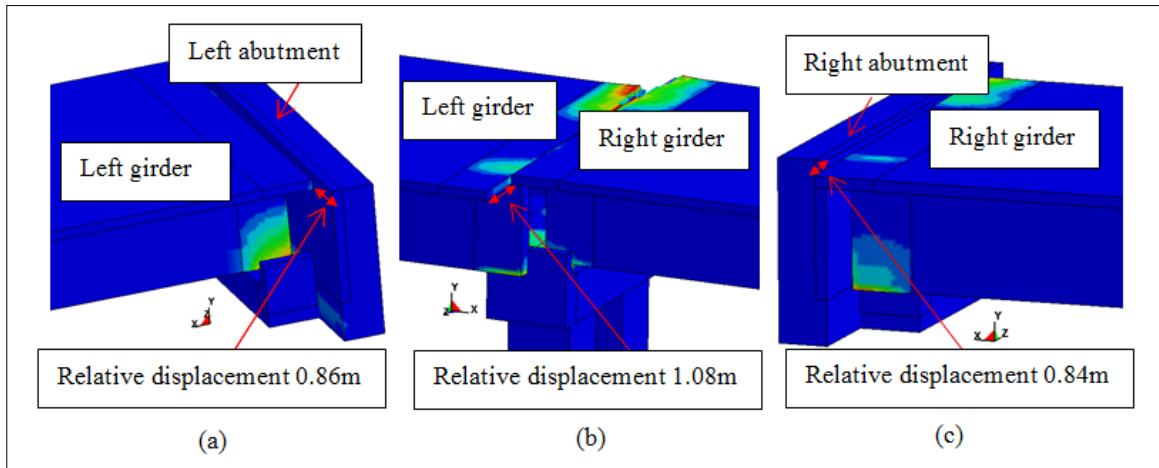 Left abutment
Left girder
Relative displacement 0.86m
Y
Z
X
(a)
Left girder
Right girder
Relative displacement 1.08m
Y
Z
X
(b)
Right abutment
Right girder
Relative displacement 0.84m
Y
X
Z
(c)